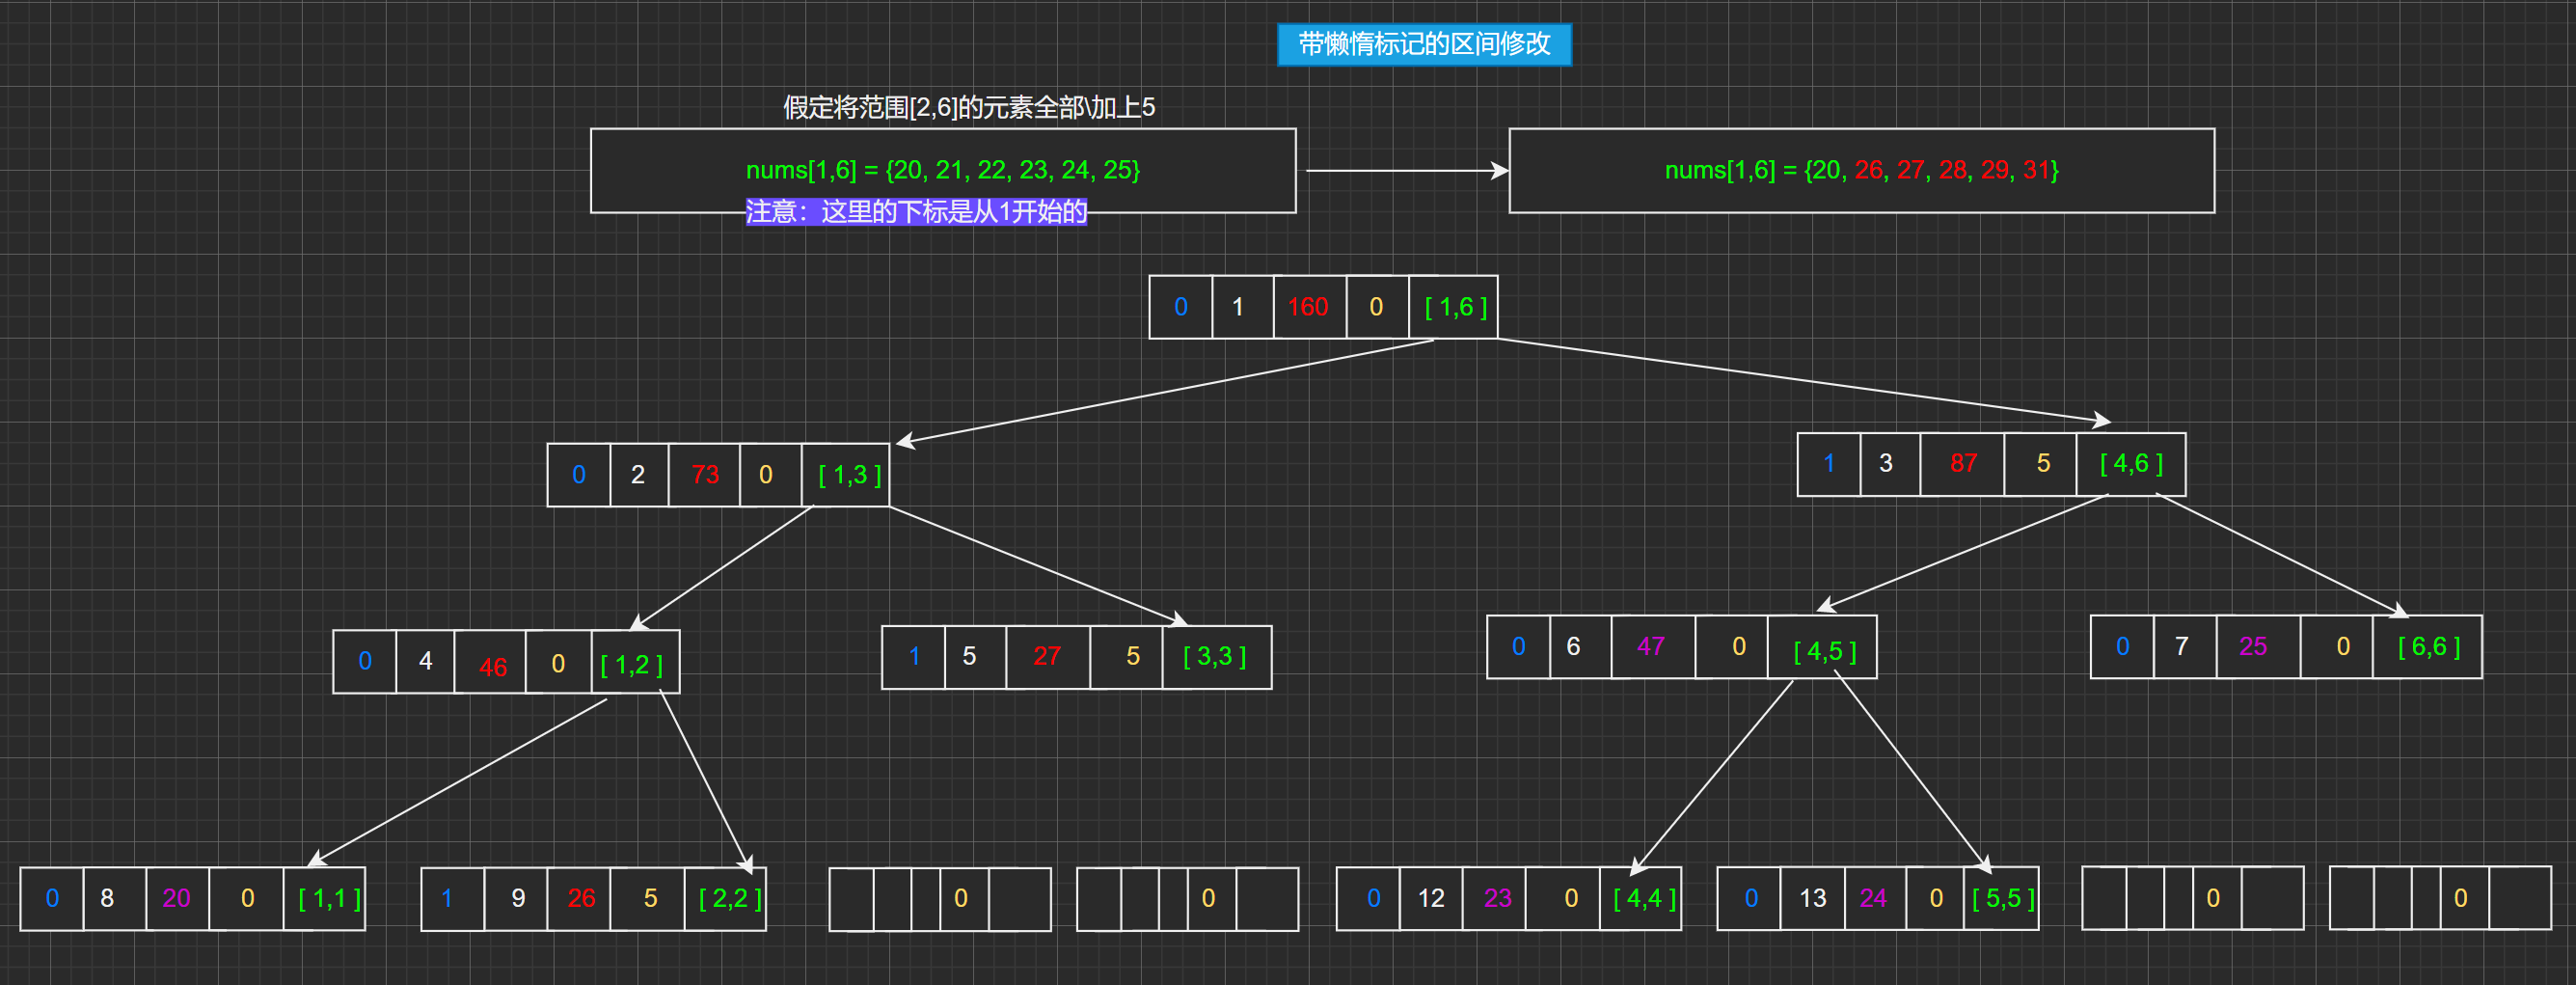 带懒惰标记的区间修改
假定将范围[2,6]的元素全部\加上5
nums[1,6] = {20, 21, 22, 23, 24, 25}
注意：这里的下标是从1开始的
nums[1,6] = {20, 26, 27, 28, 29, 31}
0 1 160 0 [ 1,6 ]
0 2 73 0 [ 1,3 ]
1 3 87 5 [ 4,6 ]
0 4 46 0 [ 1,2 ]
1 5 27 5 [ 3,3 ]
0 6 47 0 [ 4,5 ]
0 7 25 0 [ 6,6 ]
0 8 20 0 [ 1,1 ]
1 9 26 5 [ 2,2 ]
0
0
0 12 23 0 [ 4,4 ]
0 13 24 0 [ 5,5 ]
0
0